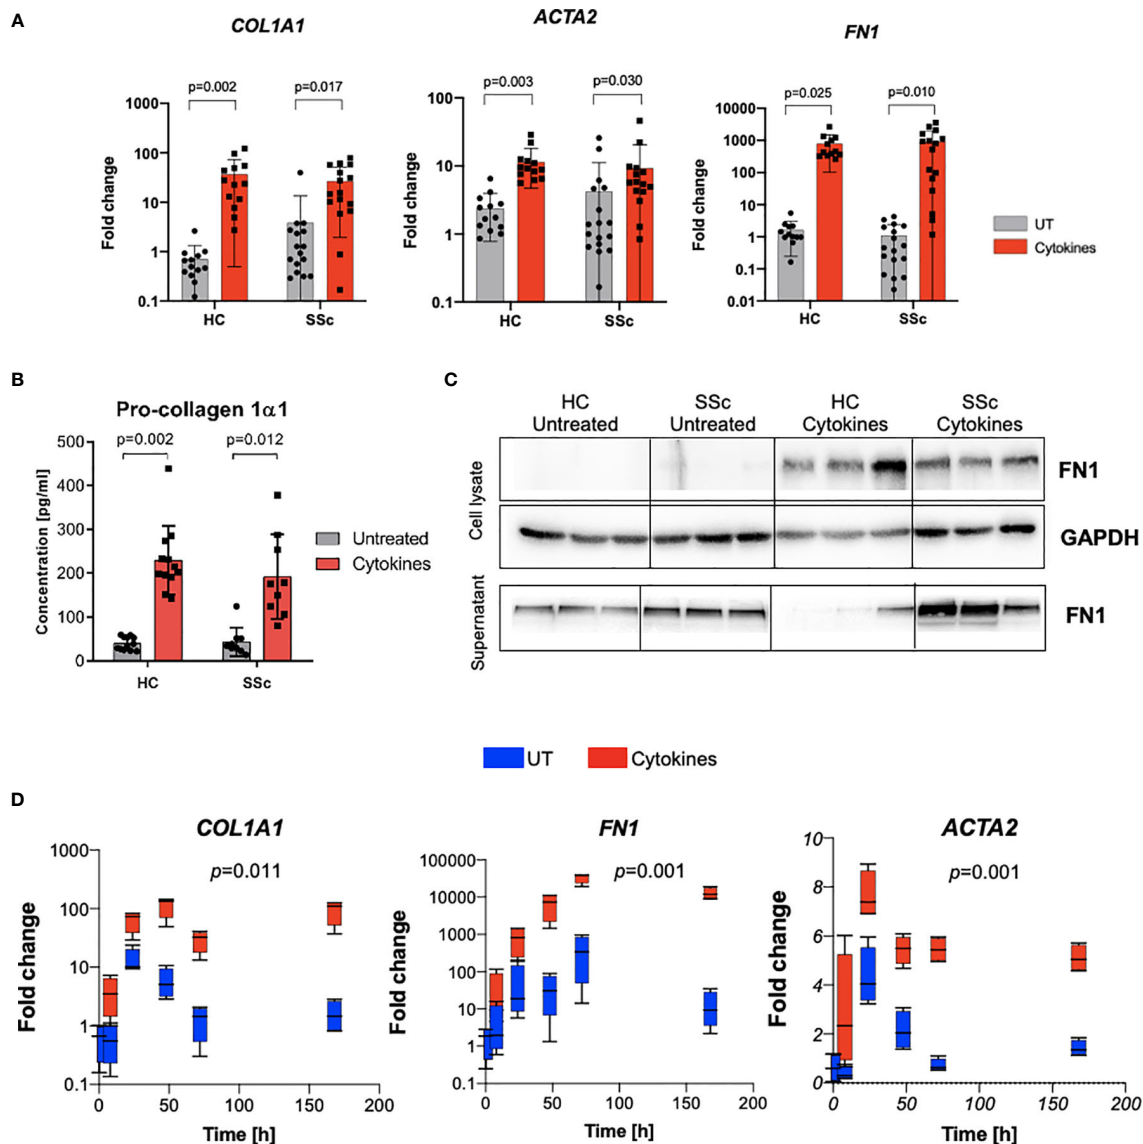 A
COL1A1
ACTA2
FN1
p=0.002
p=0.017
p=0.003
p=0.030
p=0.025
p=0.010
Fold change
1000
100
10
1
0.1
HC
SSc
Fold change
100
10
1
0.1
HC
SSc
Fold change
10000
1000
100
10
1
0.1
0.01
HC
SSc
UT
Cytokines
B
Pro-collagen 1α1
p=0.002
p=0.012
Concentration [pg/ml]
500
400
300
200
100
0
HC
SSc
Untreated
Cytokines
C
HC
Untreated
SSc
Untreated
HC
Cytokines
SSc
Cytokines
Cell lysate
FN1
GAPDH
Supernatant
FN1
UT
Cytokines
D
COL1A1
p=0.011
Fold change
1000
100
10
1
0.1
0
50
100
150
200
Time [h]
FN1
p=0.001
Fold change
100000
10000
1000
100
10
1
0.1
0
50
100
150
200
Time [h]
ACTA2
p=0.001
Fold change
10
8
6
4
2
0
0
50
100
150
200
Time [h]